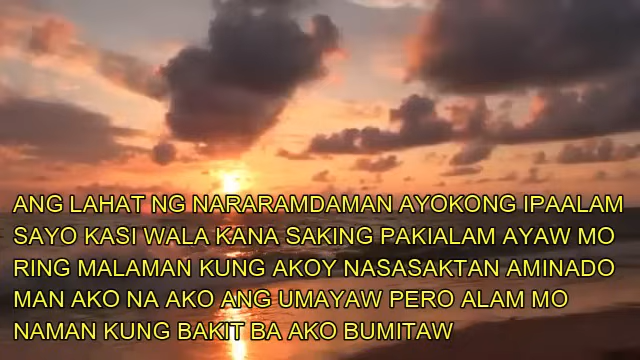 ANG LAHAT NG NARARAMDAMAN AYOKONG IPAALAM
SAYO KASI WALA KANA SAKING PAKIALAM AYAW MO
RING MALAMAN KUNG AKOY NASASAKTAN AMINADO
MAN AKO NA AKO ANG UMAYAW PERO ALAM MO
NAMAN KUNG BAKIT BA AKO BUMITAW